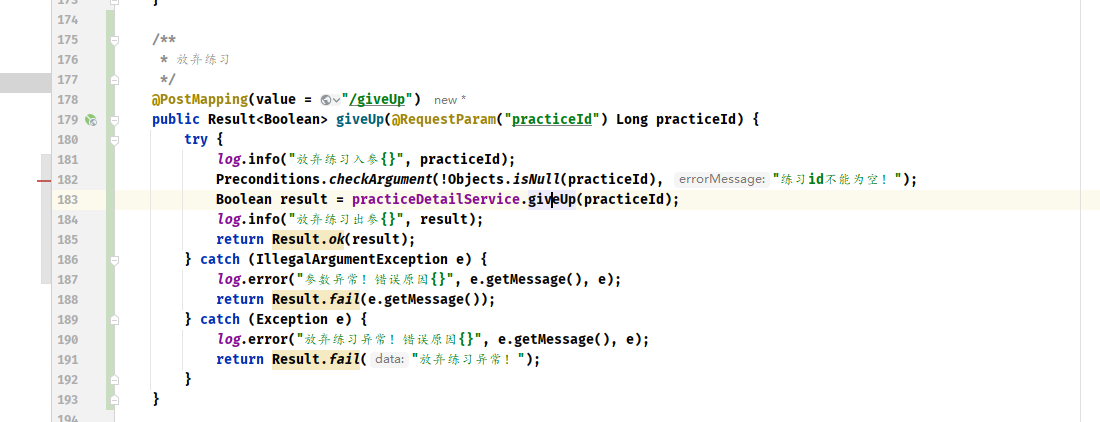 173 }
174
175 /**
176 * 放弃练习
177 */
178 @PostMapping(value = "/giveUp") new *
179 public Result<Boolean> giveUp(@RequestParam("practiceId") Long practiceId) {
180 try {
181 log.info("放弃练习入参{}", practiceId);
182 Preconditions.checkArgument(!Objects.isNull(practiceId), errorMessage: "练习id不能为空！");
183 Boolean result = practiceDetailService.giveUp(practiceId);
184 log.info("放弃练习出参{}", result);
185 return Result.ok(result);
186 } catch (IllegalArgumentException e) {
187 log.error("参数异常！错误原因{}", e.getMessage(), e);
188 return Result.fail(e.getMessage());
189 } catch (Exception e) {
190 log.error("放弃练习异常！错误原因{}", e.getMessage(), e);
191 return Result.fail( data: "放弃练习异常！");
192 }
193 }
194